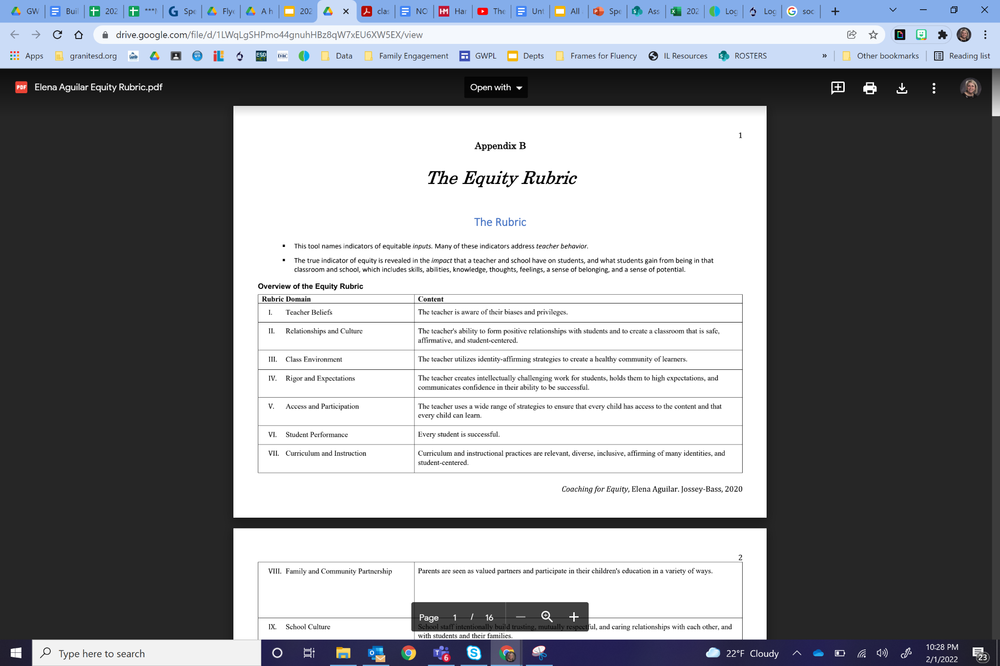 GW
Buil
202
***N
Spe
Flye
A h
202
clas
NO
Har
The
Unt
All
Spe
Ass
202
Log
Log
soc
drive.google.com/file/d/1LWqLgSHPmo44gnuhHBz8qW7xEU6XW5EX/view
Apps
granitesd.org
Data
Family Engagement
GWPL
Depts
Frames for Fluency
IL Resources
ROSTERS
»
Other bookmarks
Reading list
PDF
Elena Aguilar Equity Rubric.pdf
Open with
1
Appendix B
The Equity Rubric
The Rubric
▪ This tool names indicators of equitable inputs. Many of these indicators address teacher behavior.
▪ The true indicator of equity is revealed in the impact that a teacher and school have on students, and what students gain from being in that
classroom and school, which includes skills, abilities, knowledge, thoughts, feelings, a sense of belonging, and a sense of potential.
Overview of the Equity Rubric
Rubric Domain Content
I. Teacher Beliefs The teacher is aware of their biases and privileges.
II. Relationships and Culture The teacher's ability to form positive relationships with students and to create a classroom that is safe,
affirmative, and student-centered.
III. Class Environment The teacher utilizes identity-affirming strategies to create a healthy community of learners.
IV. Rigor and Expectations The teacher creates intellectually challenging work for students, holds them to high expectations, and
communicates confidence in their ability to be successful.
V. Access and Participation The teacher uses a wide range of strategies to ensure that every child has access to the content and that
every child can learn.
VI. Student Performance Every student is successful.
VII. Curriculum and Instruction Curriculum and instructional practices are relevant, diverse, inclusive, affirming of many identities, and
student-centered.
Coaching for Equity, Elena Aguilar. Jossey-Bass, 2020
2
VIII. Family and Community Partnership Parents are seen as valued partners and participate in their children's education in a variety of ways.
Page 1 / 16
IX. School Culture School staff intentionally build trusting, mutually respectful, and caring relationships with each other, and
with students and their families.
Type here to search
6
22°F Cloudy
10:28 PM
2/1/2022
23